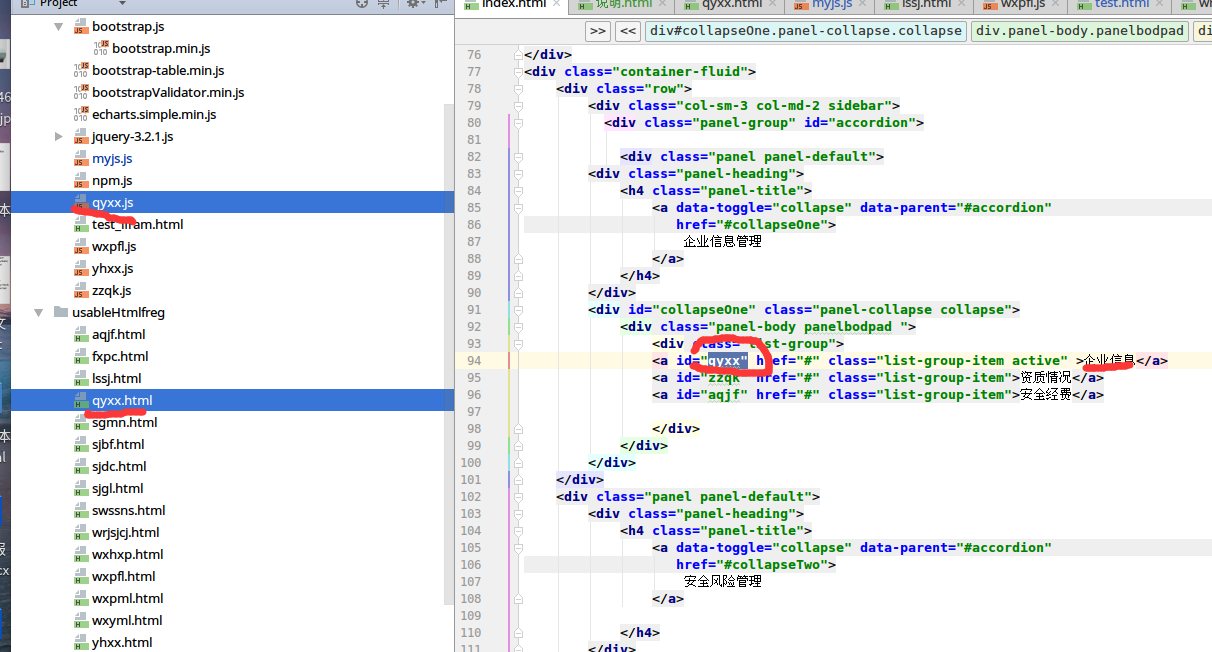 Project
bootstrap.js
bootstrap.min.js
bootstrap-table.min.js
bootstrapValidator.min.js
echarts.simple.min.js
jquery-3.2.1.js
myjs.js
npm.js
qyxx.js
test_lfram.html
wxpfl.js
yhxx.js
zzqk.js
usableHtmlfreg
aqjf.html
fxpc.html
lssj.html
qyxx.html
sgmn.html
sjbf.html
sjdc.html
sjgl.html
swssns.html
wrjsjcj.html
wxhxp.html
wxpfl.html
wxpml.html
wxyml.html
yhxx.html
index.html 说明.html qyxx.html myjs.js lssj.html wxpfl.js test.html
>> << div#collapseOne.panel-collapse.collapse div.panel-body.panelbodpad
76 </div>
77 <div class="container-fluid">
78 <div class="row">
79 <div class="col-sm-3 col-md-2 sidebar">
80 <div class="panel-group" id="accordion">
81
82 <div class="panel panel-default">
83 <div class="panel-heading">
84 <h4 class="panel-title">
85 <a data-toggle="collapse" data-parent="#accordion"
86 href="#collapseOne">
87 企业信息管理
88 </a>
89 </h4>
90 </div>
91 <div id="collapseOne" class="panel-collapse collapse">
92 <div class="panel-body panelbodpad ">
93 <div class="list-group">
94 <a id="qyxx" href="#" class="list-group-item active" >企业信息</a>
95 <a id="zzqk" href="#" class="list-group-item">资质情况</a>
96 <a id="aqjf" href="#" class="list-group-item">安全经费</a>
97
98 </div>
99 </div>
100 </div>
101 </div>
102 <div class="panel panel-default">
103 <div class="panel-heading">
104 <h4 class="panel-title">
105 <a data-toggle="collapse" data-parent="#accordion"
106 href="#collapseTwo">
107 安全风险管理
108 </a>
109
110 </h4>
111 </div>